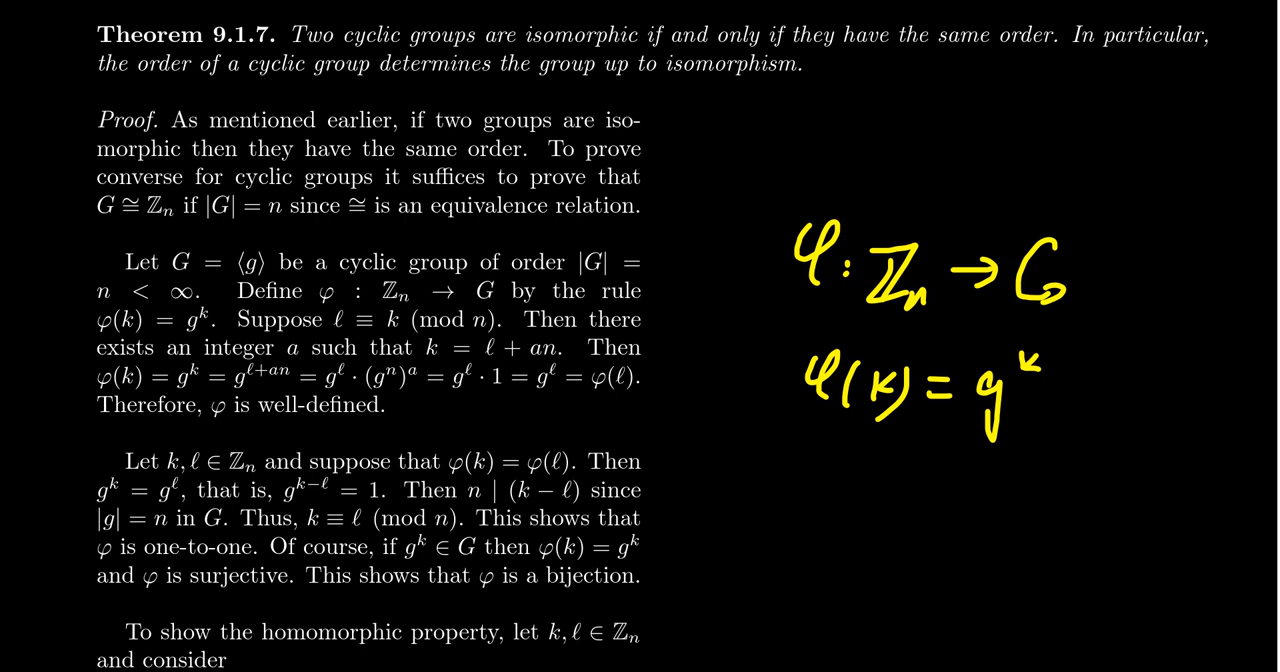 Theorem 9.1.7. Two cyclic groups are isomorphic if and only if they have the same order. In particular,
the order of a cyclic group determines the group up to isomorphism.
Proof. As mentioned earlier, if two groups are iso-
morphic then they have the same order. To prove
converse for cyclic groups it suffices to prove that
G ≅ ℤₙ if |G| = n since ≅ is an equivalence relation.
Let G = ⟨g⟩ be a cyclic group of order |G| =
n < ∞. Define φ : ℤₙ → G by the rule
φ(k) = gᵏ. Suppose ℓ ≡ k (mod n). Then there
exists an integer a such that k = ℓ + an. Then
φ(k) = gᵏ = g^{ℓ+an} = g^ℓ · (gⁿ)ᵃ = g^ℓ · 1 = g^ℓ = φ(ℓ).
Therefore, φ is well-defined.
Let k, ℓ ∈ ℤₙ and suppose that φ(k) = φ(ℓ). Then
gᵏ = g^ℓ, that is, g^{k−ℓ} = 1. Then n | (k − ℓ) since
|g| = n in G. Thus, k ≡ ℓ (mod n). This shows that
φ is one-to-one. Of course, if gᵏ ∈ G then φ(k) = gᵏ
and φ is surjective. This shows that φ is a bijection.
To show the homomorphic property, let k, ℓ ∈ ℤₙ
and consider
φ: ℤₙ → G
φ(k) = gᵏ